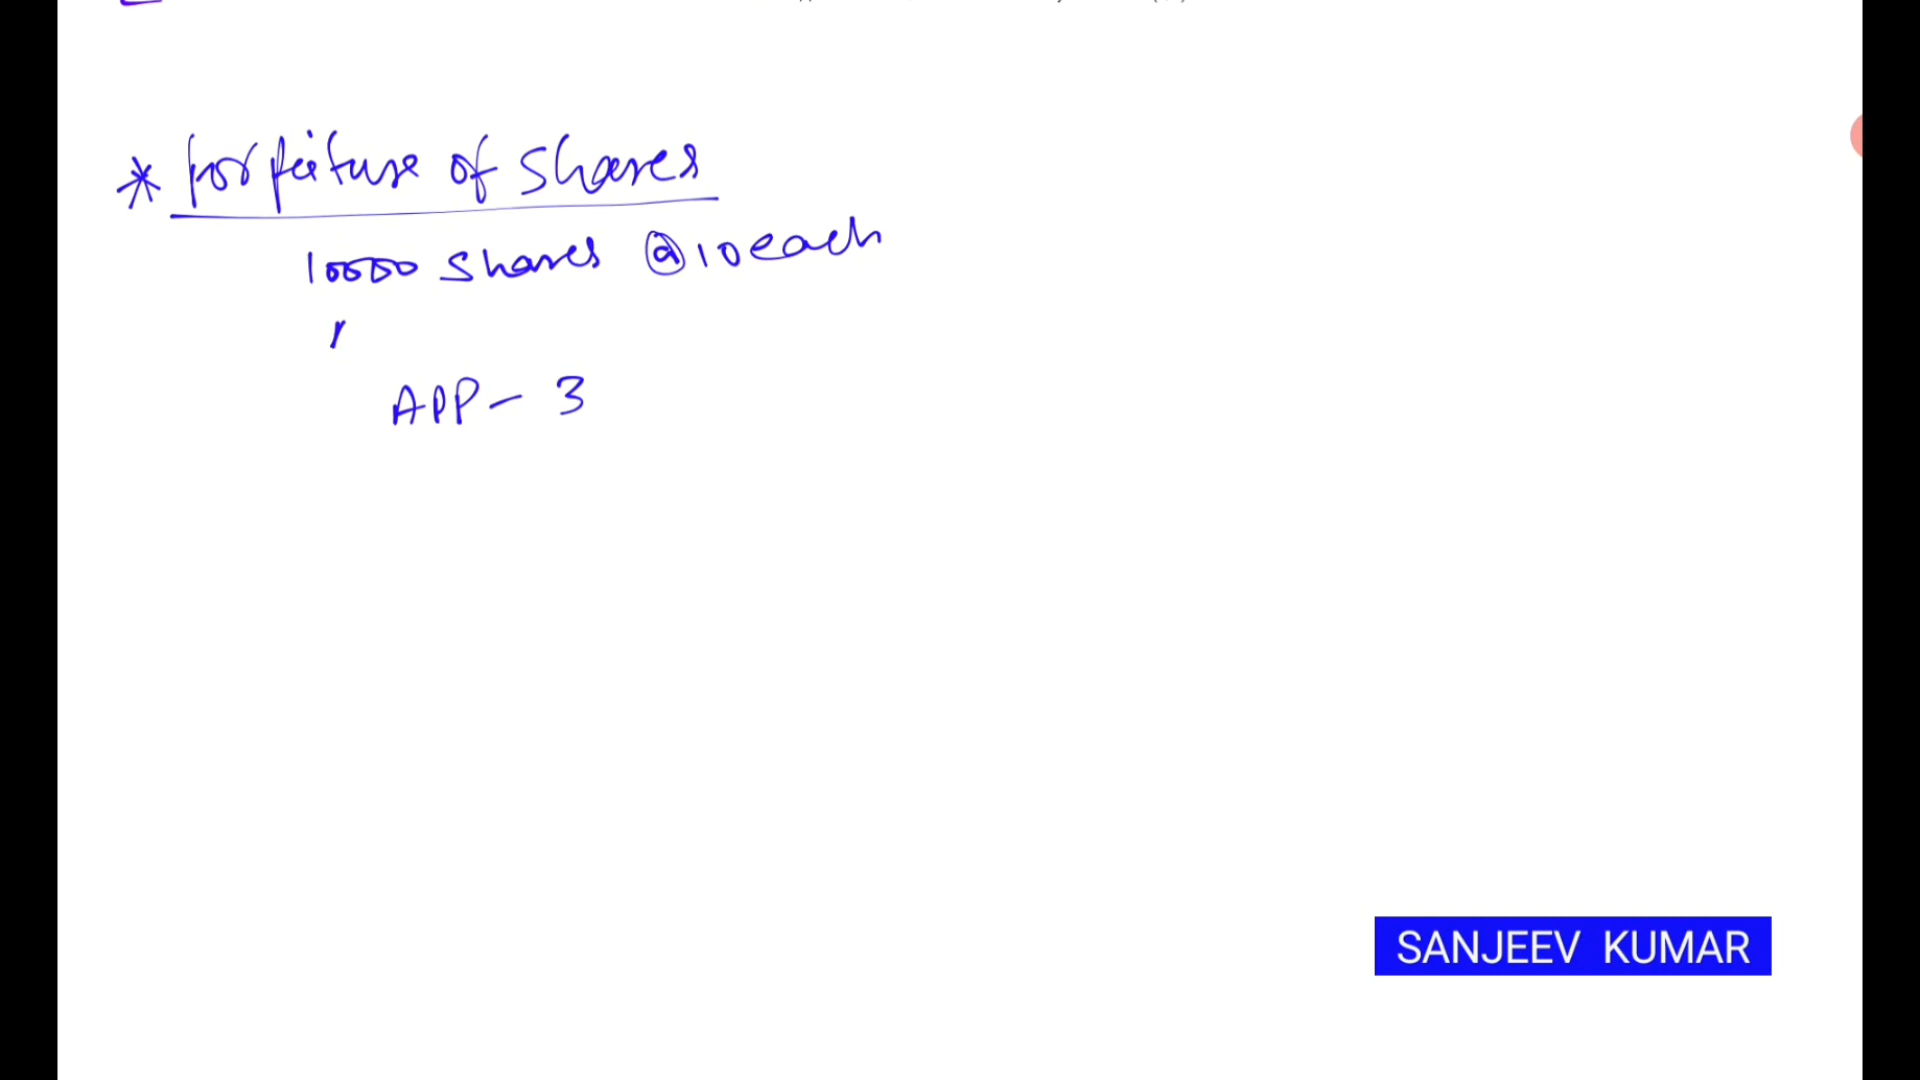 * Forfeiture of Shares
10000 Shares @10 each
APP - 3
SANJEEV KUMAR